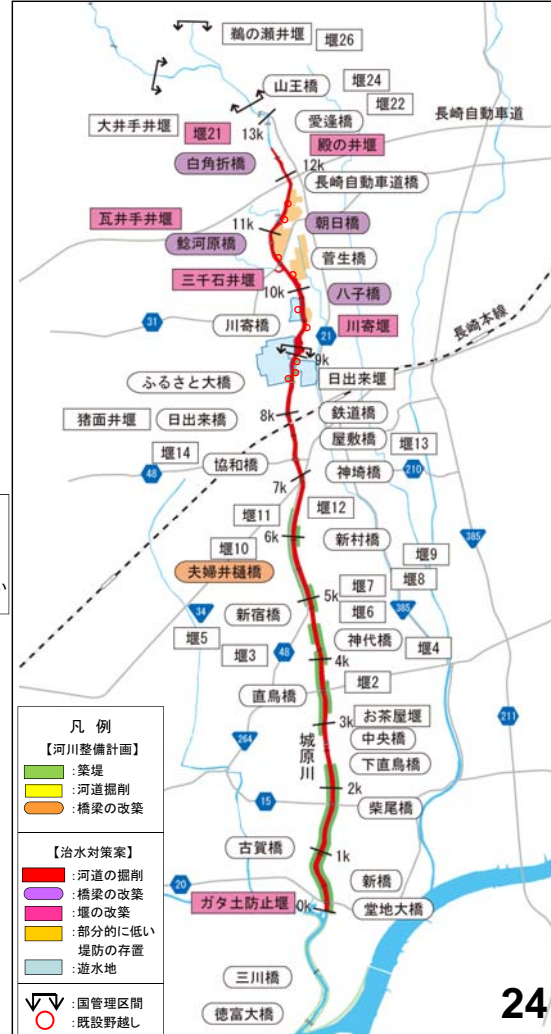 鵜の瀬井堰
堰26
山王橋
堰24
堰22
大井手井堰
堰21
13k
愛逢橋
長崎自動車道
殿の井堰
白角折橋
12k
長崎自動車道橋
瓦井手井堰
11k
朝日橋
鯰河原橋
菅生橋
三千石井堰
10k
八子橋
31
川寄橋
21
川寄堰
長崎本線
9k
日出来堰
ふるさと大橋
8k
鉄道橋
猪面井堰
日出来橋
屋敷橋
堰13
堰14
協和橋
神埼橋
210
48
7k
385
堰11
堰12
6k
新村橋
堰10
堰9
夫婦井樋橋
堰7
堰8
5k
34
新宿橋
堰6
385
堰5
神代橋
堰3
48
4k
堰4
直鳥橋
堰2
211
3k
お茶屋堰
城原川
中央橋
264
下直鳥橋
2k
15
柴尾橋
古賀橋
1k
20
新橋
ガタ土防止堰
0k
堂地大橋
三川橋
徳富大橋
い
凡 例
【河川整備計画】
:築堤
:河道掘削
:橋梁の改築
【治水対策案】
:河道の掘削
:橋梁の改築
:堰の改築
:部分的に低い
堤防の存置
:遊水地
:国管理区間
:既設野越し
24